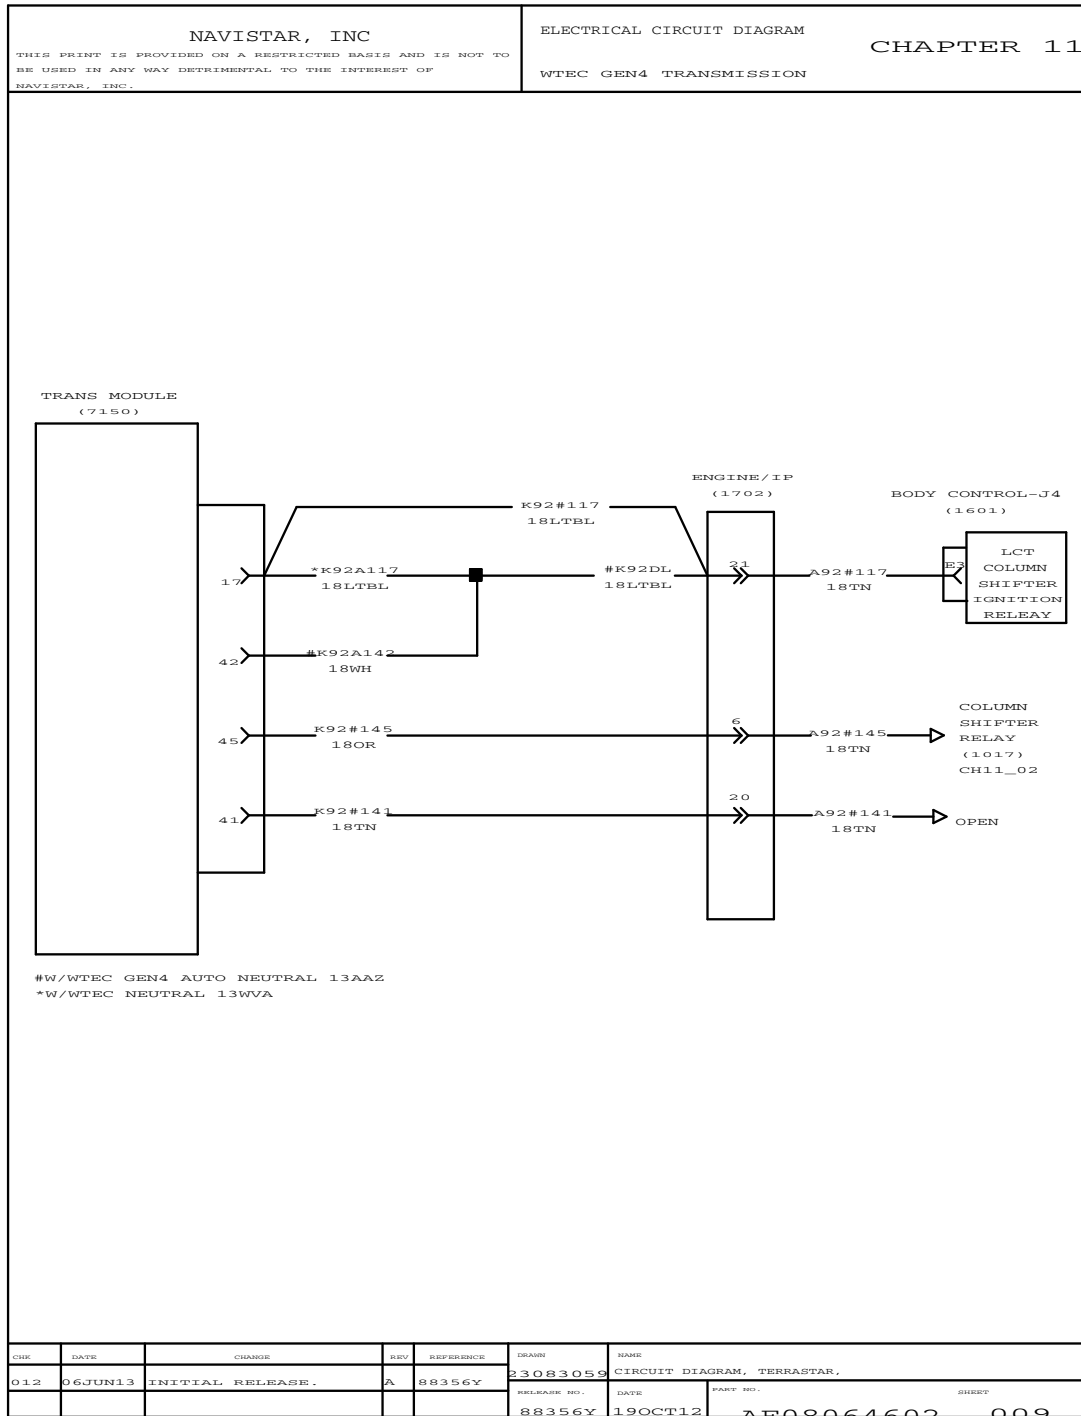 NAVISTAR, INC
THIS PRINT IS PROVIDED ON A RESTRICTED BASIS AND IS NOT TO
BE USED IN ANY WAY DETRIMENTAL TO THE INTEREST OF
NAVISTAR, INC.
ELECTRICAL CIRCUIT DIAGRAM
WTEC GEN4 TRANSMISSION
CHAPTER 11
TRANS MODULE
(7150)
ENGINE/IP
(1702)
BODY CONTROL-J4
(1601)
K92#117
18LTBL
17
*K92A117
18LTBL
#K92DL
18LTBL
21
A92#117
18TN
E3
LCT
COLUMN
SHIFTER
IGNITION
RELEAY
42
#K92A142
18WH
45
K92#145
18OR
6
A92#145
18TN
COLUMN
SHIFTER
RELAY
(1017)
CH11_02
41
K92#141
18TN
20
A92#141
18TN
OPEN
#W/WTEC GEN4 AUTO NEUTRAL 13AAZ
*W/WTEC NEUTRAL 13WVA
CHK DATE CHANGE REV REFERENCE
012 06JUN13 INITIAL RELEASE. A 88356Y
DRAWN
23083059
NAME
CIRCUIT DIAGRAM, TERRASTAR,
RELEASE NO.
88356Y
DATE
19OCT12
PART NO.
SHEET
009